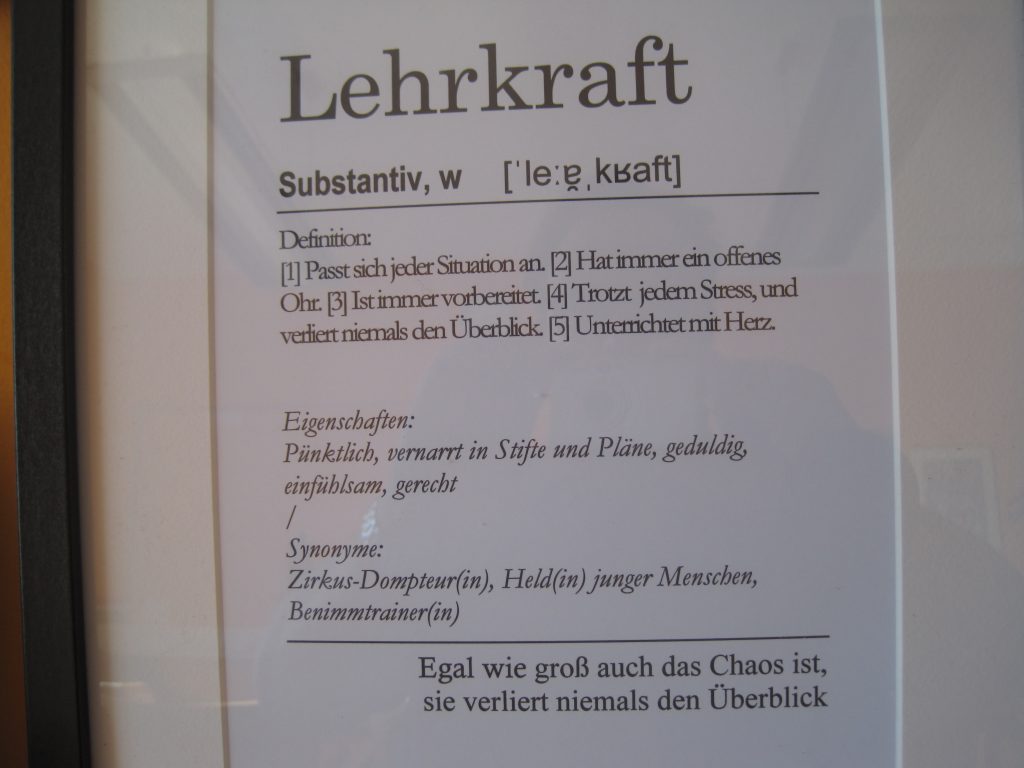 Lehrkraft
Substantiv, w [ˈleːɐ̯ˌkʁaft]
Definition:
[1] Passt sich jeder Situation an. [2] Hat immer ein offenes
Ohr. [3] Ist immer vorbereitet. [4] Trotzt jedem Stress, und
verliert niemals den Überblick. [5] Unterrichtet mit Herz.
Eigenschaften:
Pünktlich, vernarrt in Stifte und Pläne, geduldig,
einfühlsam, gerecht
/
Synonyme:
Zirkus-Dompteur(in), Held(in) junger Menschen,
Benimmtrainer(in)
Egal wie groß auch das Chaos ist,
sie verliert niemals den Überblick